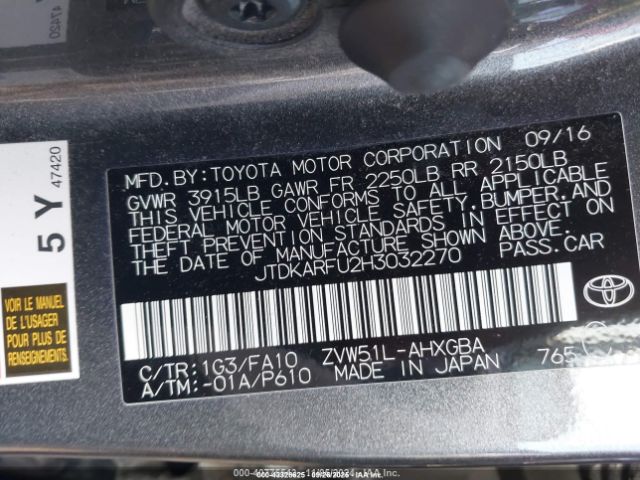 47420
5 Y
47420
VOIR LE MANUEL
DE L'USAGER
POUR PLUS DE
RENSEIGNEMENTS
MFD. BY: TOYOTA MOTOR CORPORATION 09/16
GVWR 3915LB GAWR FR 2250LB RR 2150LB
THIS VEHICLE CONFORMS TO ALL APPLICABLE
FEDERAL MOTOR VEHICLE SAFETY, BUMPER, AND
THEFT PREVENTION STANDARDS IN EFFECT ON
THE DATE OF MANUFACTURE SHOWN ABOVE.
JTDKARFU2H3032270 PASS.CAR
C/TR: 1G3/FA10 ZVW51L-AHXGBA
A/TM: -01A/P610 MADE IN JAPAN 765
TOYOTA